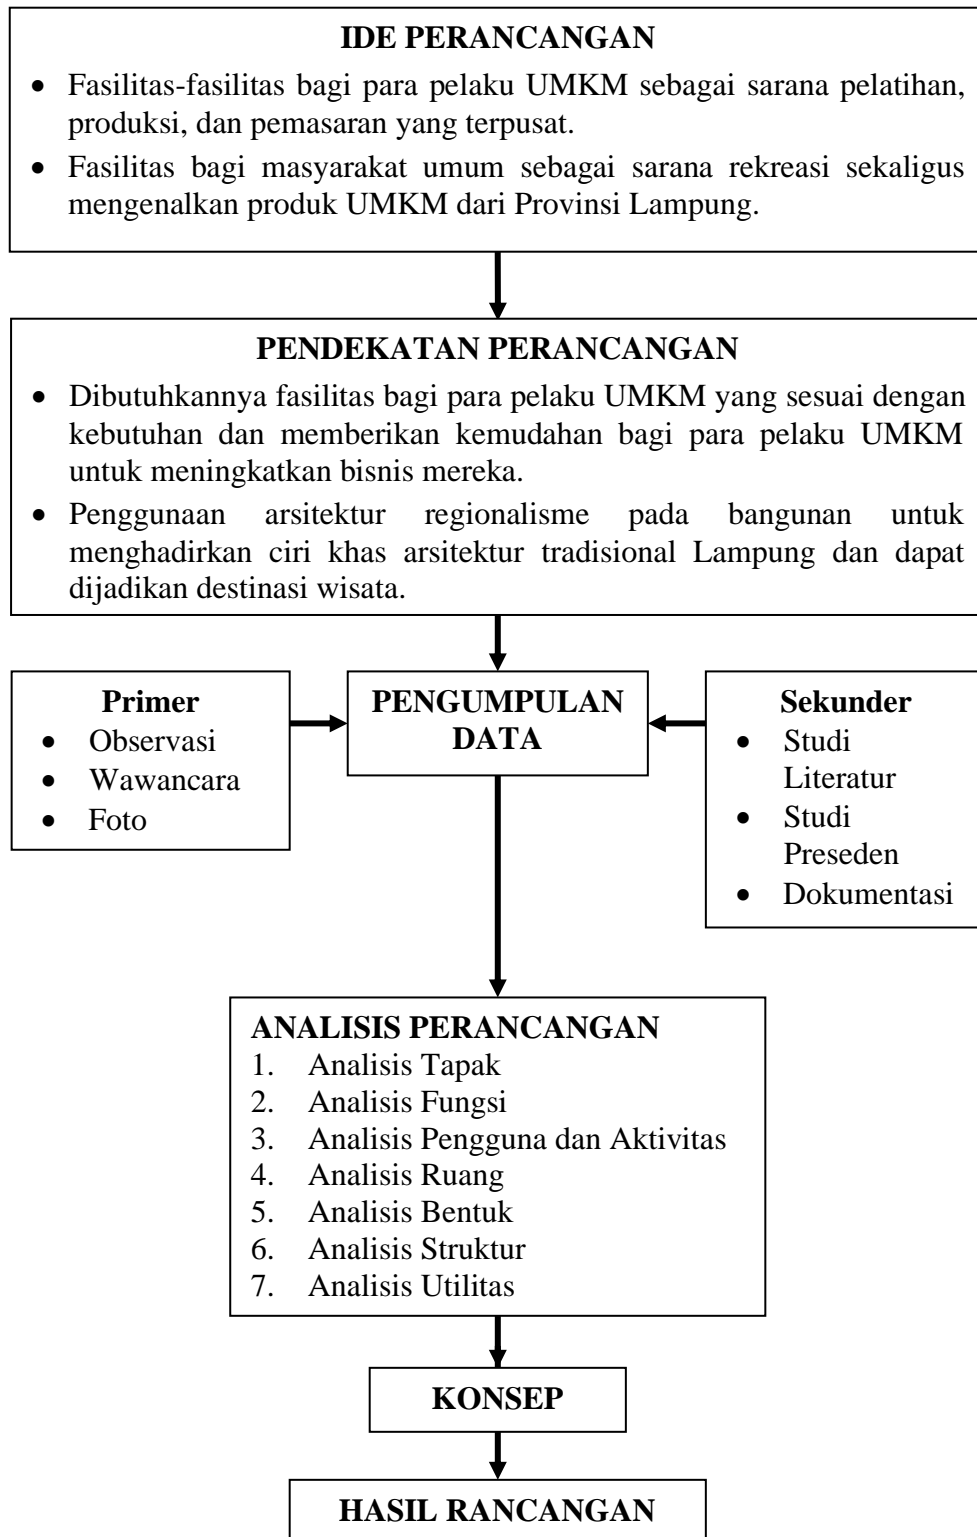 IDE PERANCANGAN
• Fasilitas-fasilitas bagi para pelaku UMKM sebagai sarana pelatihan,
produksi, dan pemasaran yang terpusat.
• Fasilitas bagi masyarakat umum sebagai sarana rekreasi sekaligus
mengenalkan produk UMKM dari Provinsi Lampung.
PENDEKATAN PERANCANGAN
• Dibutuhkannya fasilitas bagi para pelaku UMKM yang sesuai dengan
kebutuhan dan memberikan kemudahan bagi para pelaku UMKM
untuk meningkatkan bisnis mereka.
• Penggunaan arsitektur regionalisme pada bangunan untuk
menghadirkan ciri khas arsitektur tradisional Lampung dan dapat
dijadikan destinasi wisata.
Primer
• Observasi
• Wawancara
• Foto
PENGUMPULAN
DATA
Sekunder
• Studi
Literatur
• Studi
Preseden
• Dokumentasi
ANALISIS PERANCANGAN
1. Analisis Tapak
2. Analisis Fungsi
3. Analisis Pengguna dan Aktivitas
4. Analisis Ruang
5. Analisis Bentuk
6. Analisis Struktur
7. Analisis Utilitas
KONSEP
HASIL RANCANGAN